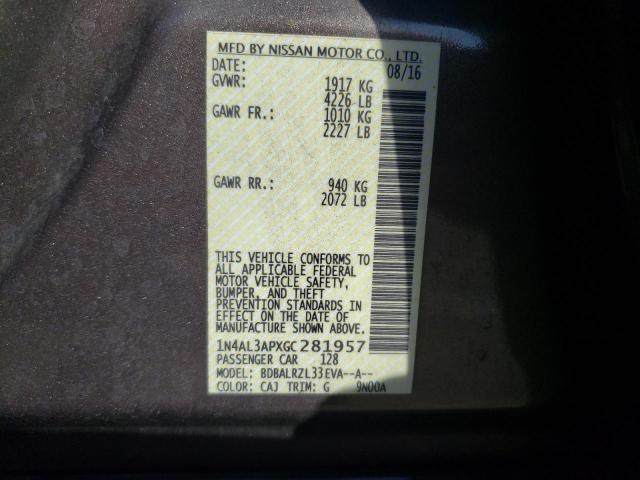 MFD BY NISSAN MOTOR CO., LTD.
DATE: 08/16
GVWR: 1917 KG
4226 LB
GAWR FR.: 1010 KG
2227 LB
GAWR RR.: 940 KG
2072 LB
THIS VEHICLE CONFORMS TO
ALL APPLICABLE FEDERAL
MOTOR VEHICLE SAFETY,
BUMPER, AND THEFT
PREVENTION STANDARDS IN
EFFECT ON THE DATE OF
MANUFACTURE SHOWN ABOVE.
1N4AL3APXGC281957
PASSENGER CAR 128
MODEL: BDBALRZL33EVA--A--
COLOR: CAJ TRIM: G 9N00A